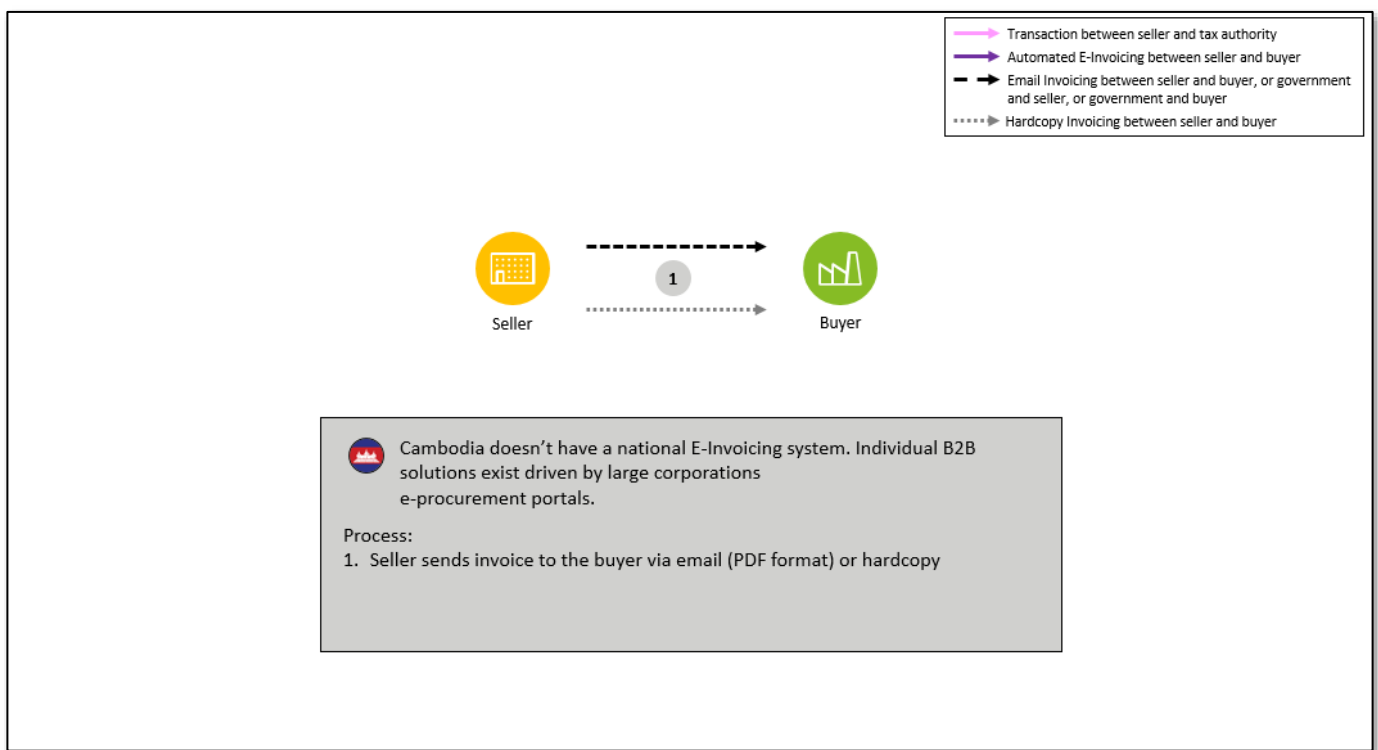 Transaction between seller and tax authority
Automated E-Invoicing between seller and buyer
Email Invoicing between seller and buyer, or government
and seller, or government and buyer
Hardcopy Invoicing between seller and buyer
1
Seller
Buyer
Cambodia doesn’t have a national E-Invoicing system. Individual B2B
solutions exist driven by large corporations
e-procurement portals.
Process:
1. Seller sends invoice to the buyer via email (PDF format) or hardcopy